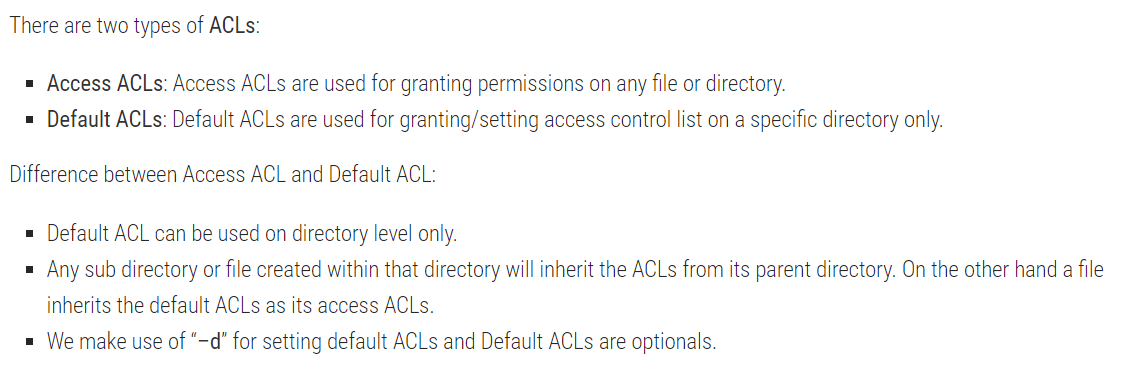 There are two types of ACLs:
▪ Access ACLs: Access ACLs are used for granting permissions on any file or directory.
▪ Default ACLs: Default ACLs are used for granting/setting access control list on a specific directory only.
Difference between Access ACL and Default ACL:
▪ Default ACL can be used on directory level only.
▪ Any sub directory or file created within that directory will inherit the ACLs from its parent directory. On the other hand a file
inherits the default ACLs as its access ACLs.
▪ We make use of “–d” for setting default ACLs and Default ACLs are optionals.